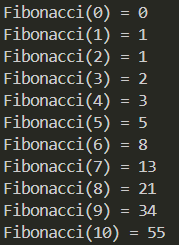 Fibonacci(0) = 0
Fibonacci(1) = 1
Fibonacci(2) = 1
Fibonacci(3) = 2
Fibonacci(4) = 3
Fibonacci(5) = 5
Fibonacci(6) = 8
Fibonacci(7) = 13
Fibonacci(8) = 21
Fibonacci(9) = 34
Fibonacci(10) = 55